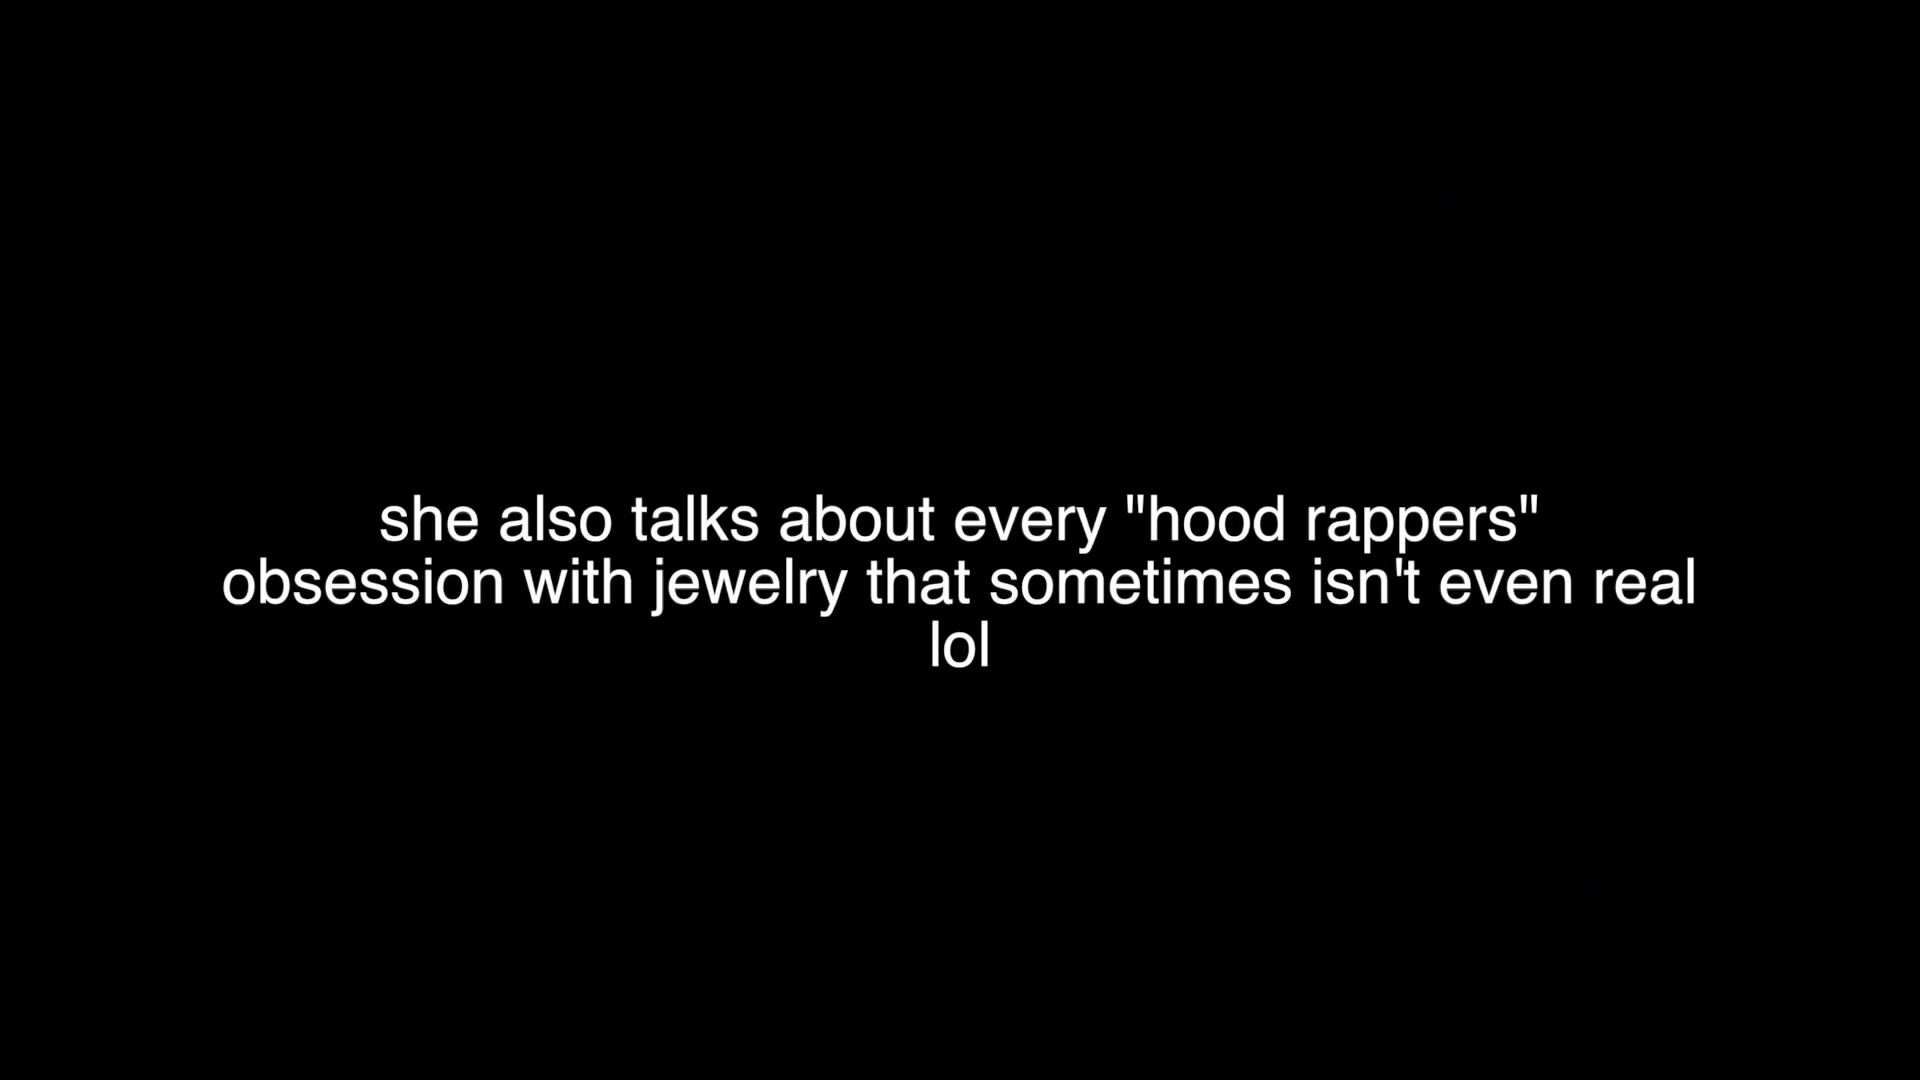 she also talks about every "hood rappers"
obsession with jewelry that sometimes isn't even real
lol